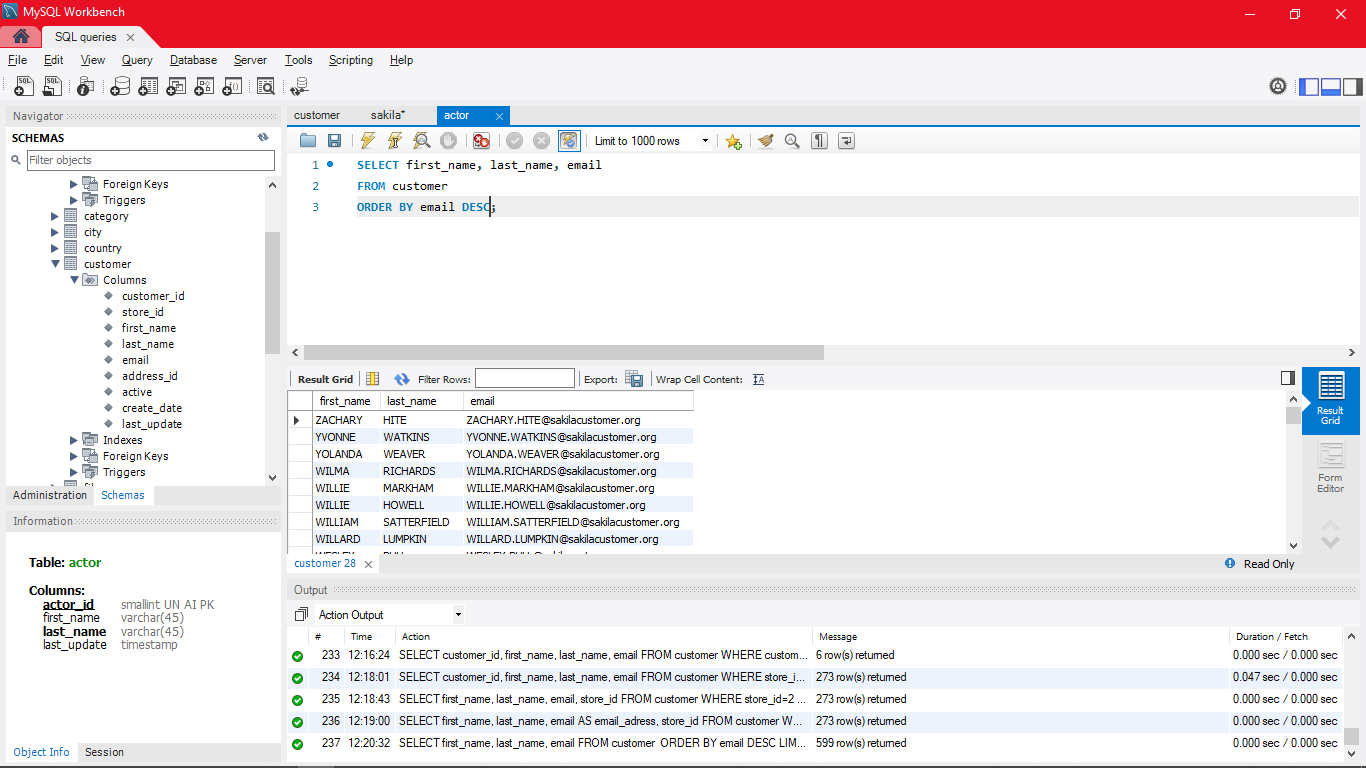 MySQL Workbench
SQL queries
File Edit View Query Database Server Tools Scripting Help
Navigator
SCHEMAS
Filter objects
Foreign Keys
Triggers
category
city
country
customer
Columns
customer_id
store_id
first_name
last_name
email
address_id
active
create_date
last_update
Indexes
Foreign Keys
Triggers
Administration Schemas
Information
Table: actor
Columns:
actor_id smallint UN AI PK
first_name varchar(45)
last_name varchar(45)
last_update timestamp
Object Info Session
customer sakila* actor
Limit to 1000 rows
1 SELECT first_name, last_name, email
2 FROM customer
3 ORDER BY email DESC;
Result Grid Filter Rows: Export: Wrap Cell Content:
first_name last_name email
ZACHARY HITE ZACHARY.HITE@sakilacustomer.org
YVONNE WATKINS YVONNE.WATKINS@sakilacustomer.org
YOLANDA WEAVER YOLANDA.WEAVER@sakilacustomer.org
WILMA RICHARDS WILMA.RICHARDS@sakilacustomer.org
WILLIE MARKHAM WILLIE.MARKHAM@sakilacustomer.org
WILLIE HOWELL WILLIE.HOWELL@sakilacustomer.org
WILLIAM SATTERFIELD WILLIAM.SATTERFIELD@sakilacustomer.org
WILLARD LUMPKIN WILLARD.LUMPKIN@sakilacustomer.org
Result
Grid
Form
Editor
customer 28
Read Only
Output
Action Output
# Time Action Message Duration / Fetch
233 12:16:24 SELECT customer_id, first_name, last_name, email FROM customer WHERE custom... 6 row(s) returned 0.000 sec / 0.000 sec
234 12:18:01 SELECT customer_id, first_name, last_name, email FROM customer WHERE store_i... 273 row(s) returned 0.047 sec / 0.000 sec
235 12:18:43 SELECT first_name, last_name, email, store_id FROM customer WHERE store_id=2 ... 273 row(s) returned 0.000 sec / 0.000 sec
236 12:19:00 SELECT first_name, last_name, email AS email_adress, store_id FROM customer W... 273 row(s) returned 0.000 sec / 0.000 sec
237 12:20:32 SELECT first_name, last_name, email FROM customer ORDER BY email DESC LIM... 599 row(s) returned 0.000 sec / 0.000 sec